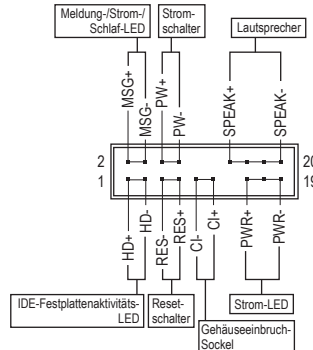 Meldung-/Strom-/
Schlaf-LED
Strom-
schalter
Lautsprecher
MSG+
MSG-
PW+
PW-
SPEAK+
SPEAK-
2
20
1
19
HD+
HD-
RES-
RES+
CI-
CI+
PWR+
PWR-
IDE-Festplattenaktivitäts-
LED
Reset-
schalter
Strom-LED
Gehäuseeinbruch-
Sockel